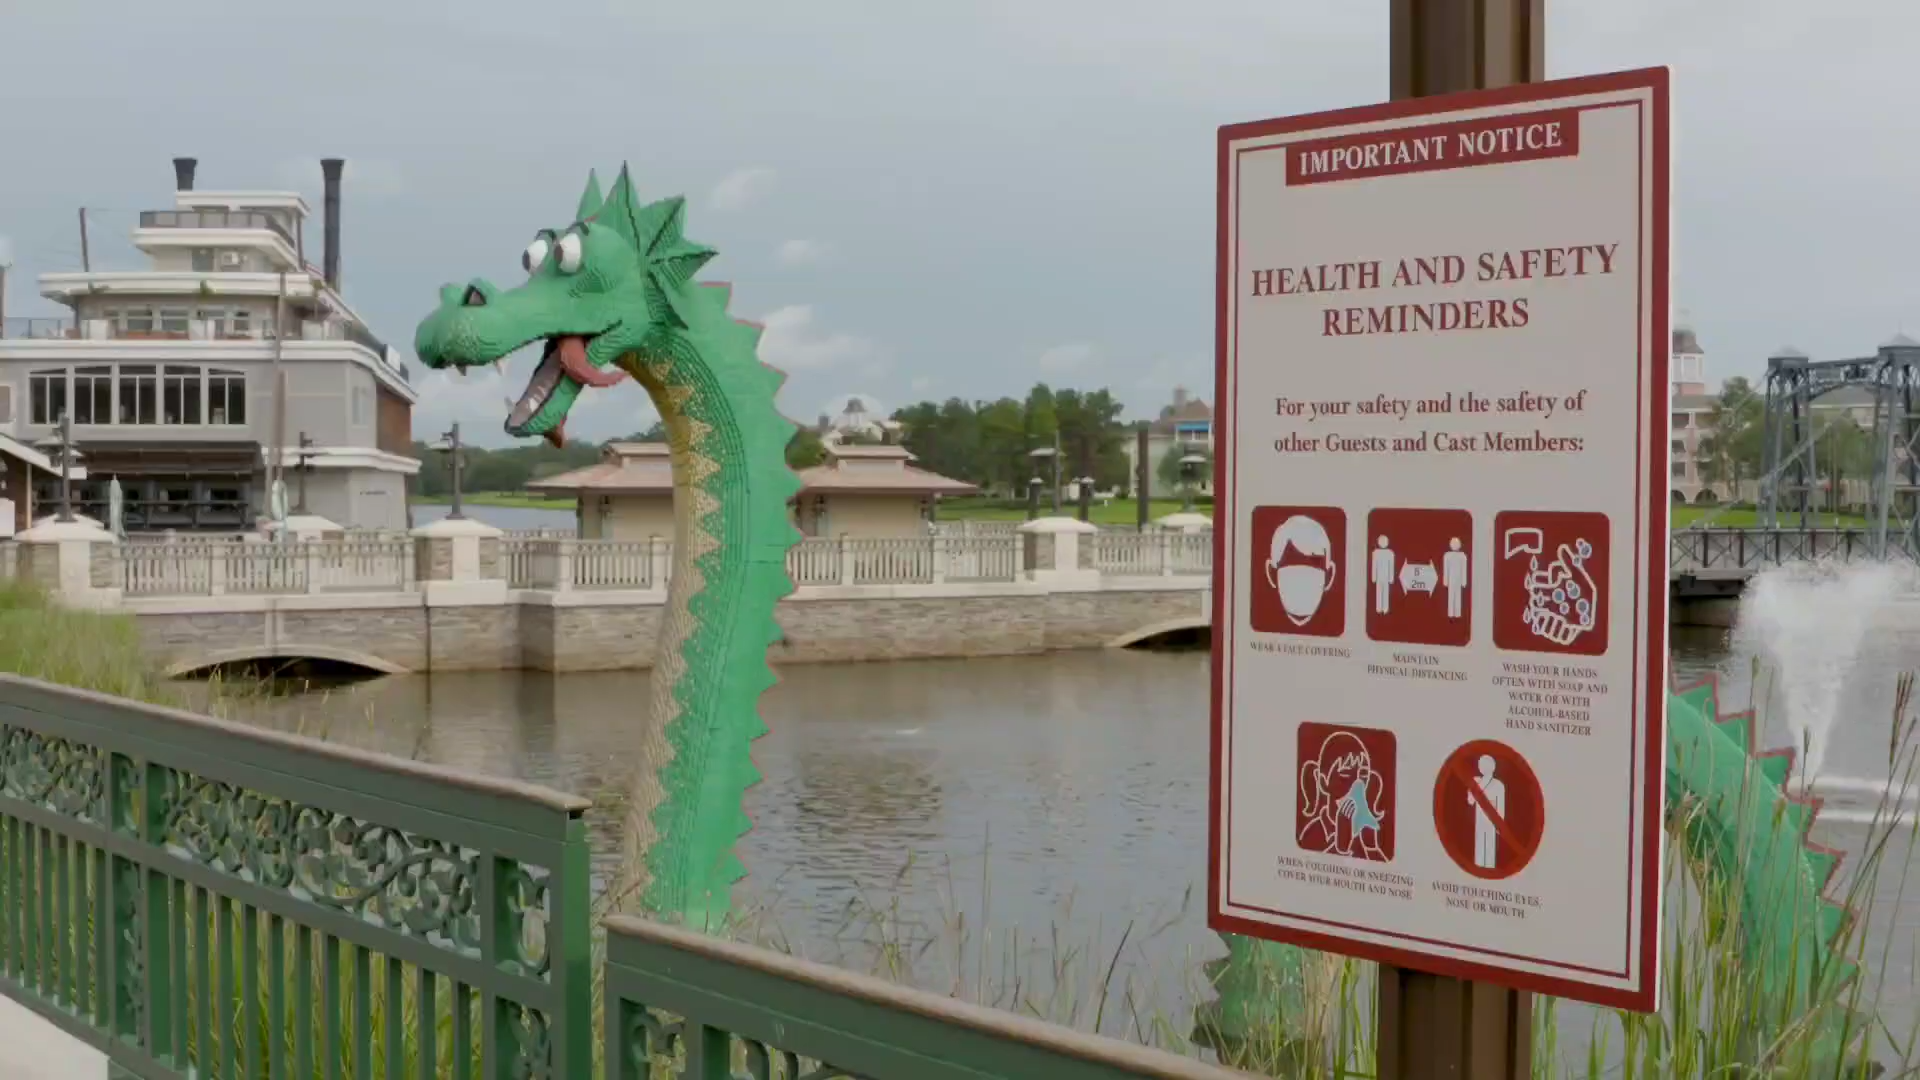 IMPORTANT NOTICE
HEALTH AND SAFETY
REMINDERS
For your safety and the safety of
other Guests and Cast Members:
6'
2m
WEAR A FACE COVERING
MAINTAIN
PHYSICAL DISTANCING
WASH YOUR HANDS
OFTEN WITH SOAP AND
WATER OR WITH
ALCOHOL-BASED
HAND SANITIZER
WHEN COUGHING OR SNEEZING
COVER YOUR MOUTH AND NOSE
AVOID TOUCHING EYES,
NOSE OR MOUTH